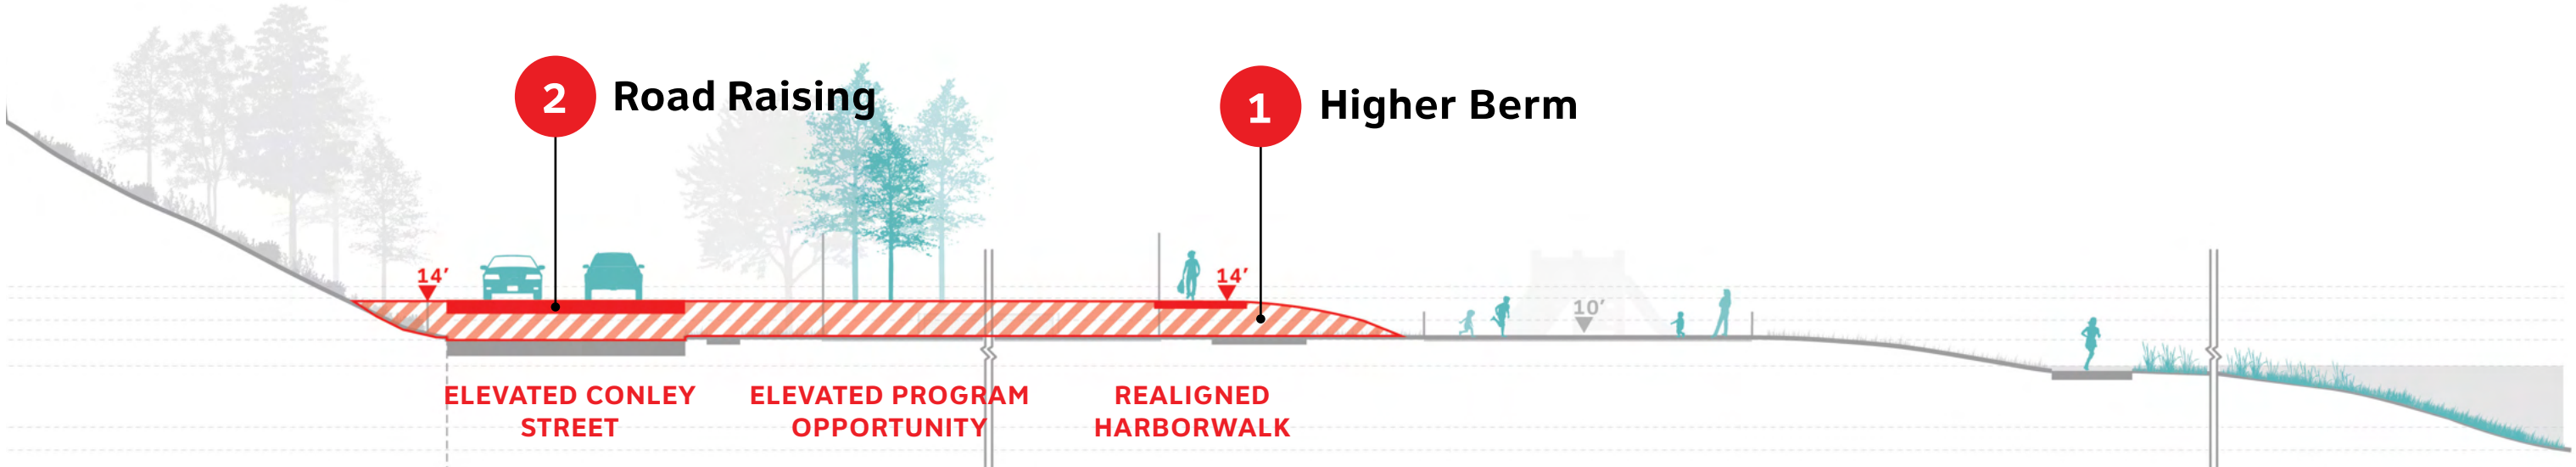 2 Road Raising
1 Higher Berm
14'
14'
10'
ELEVATED CONLEY
STREET
ELEVATED PROGRAM
OPPORTUNITY
REALIGNED
HARBORWALK